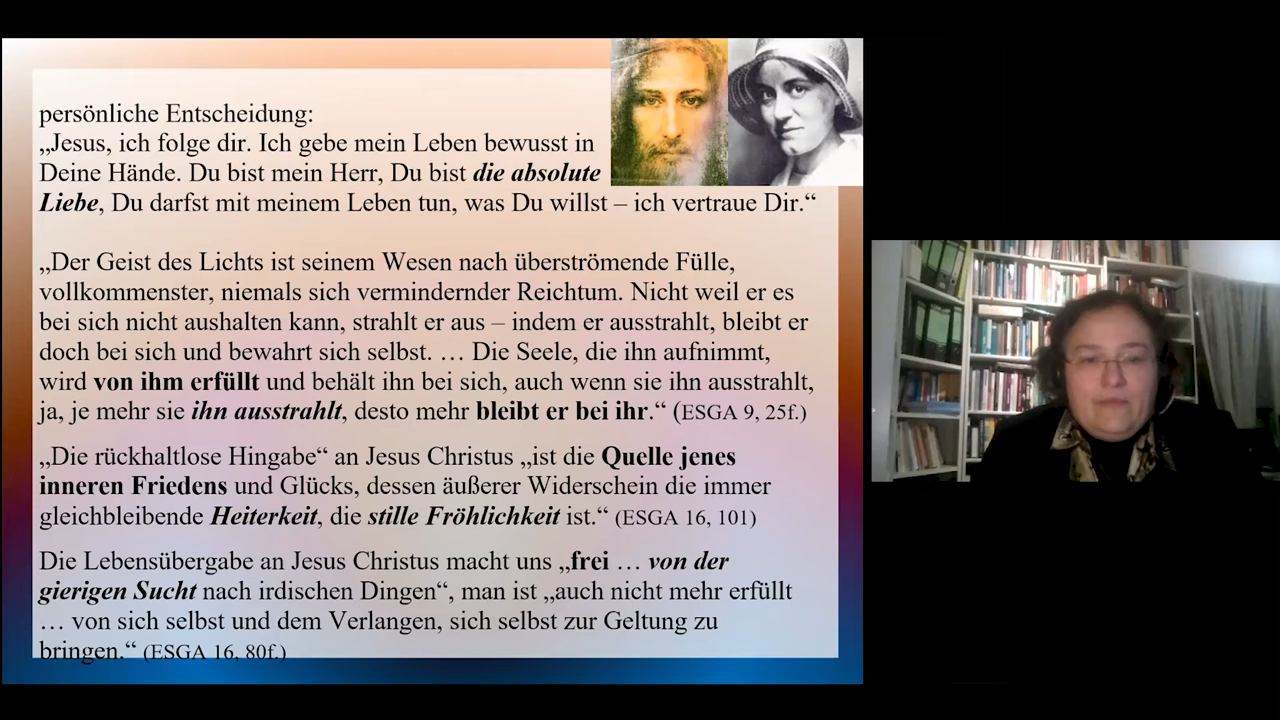 persönliche Entscheidung:
„Jesus, ich folge dir. Ich gebe mein Leben bewusst in
Deine Hände. Du bist mein Herr, Du bist die absolute
Liebe, Du darfst mit meinem Leben tun, was Du willst – ich vertraue Dir.“
„Der Geist des Lichts ist seinem Wesen nach überströmende Fülle,
vollkommenster, niemals sich vermindernder Reichtum. Nicht weil er es
bei sich nicht aushalten kann, strahlt er aus – indem er ausstrahlt, bleibt er
doch bei sich und bewahrt sich selbst. … Die Seele, die ihn aufnimmt,
wird von ihm erfüllt und behält ihn bei sich, auch wenn sie ihn ausstrahlt,
ja, je mehr sie ihn ausstrahlt, desto mehr bleibt er bei ihr.“ (ESGA 9, 25f.)
„Die rückhaltlose Hingabe“ an Jesus Christus „ist die Quelle jenes
inneren Friedens und Glücks, dessen äußerer Widerschein die immer
gleichbleibende Heiterkeit, die stille Fröhlichkeit ist.“ (ESGA 16, 101)
Die Lebensübergabe an Jesus Christus macht uns „frei … von der
gierigen Sucht nach irdischen Dingen“, man ist „auch nicht mehr erfüllt
… von sich selbst und dem Verlangen, sich selbst zur Geltung zu
bringen.“ (ESGA 16, 80f.)